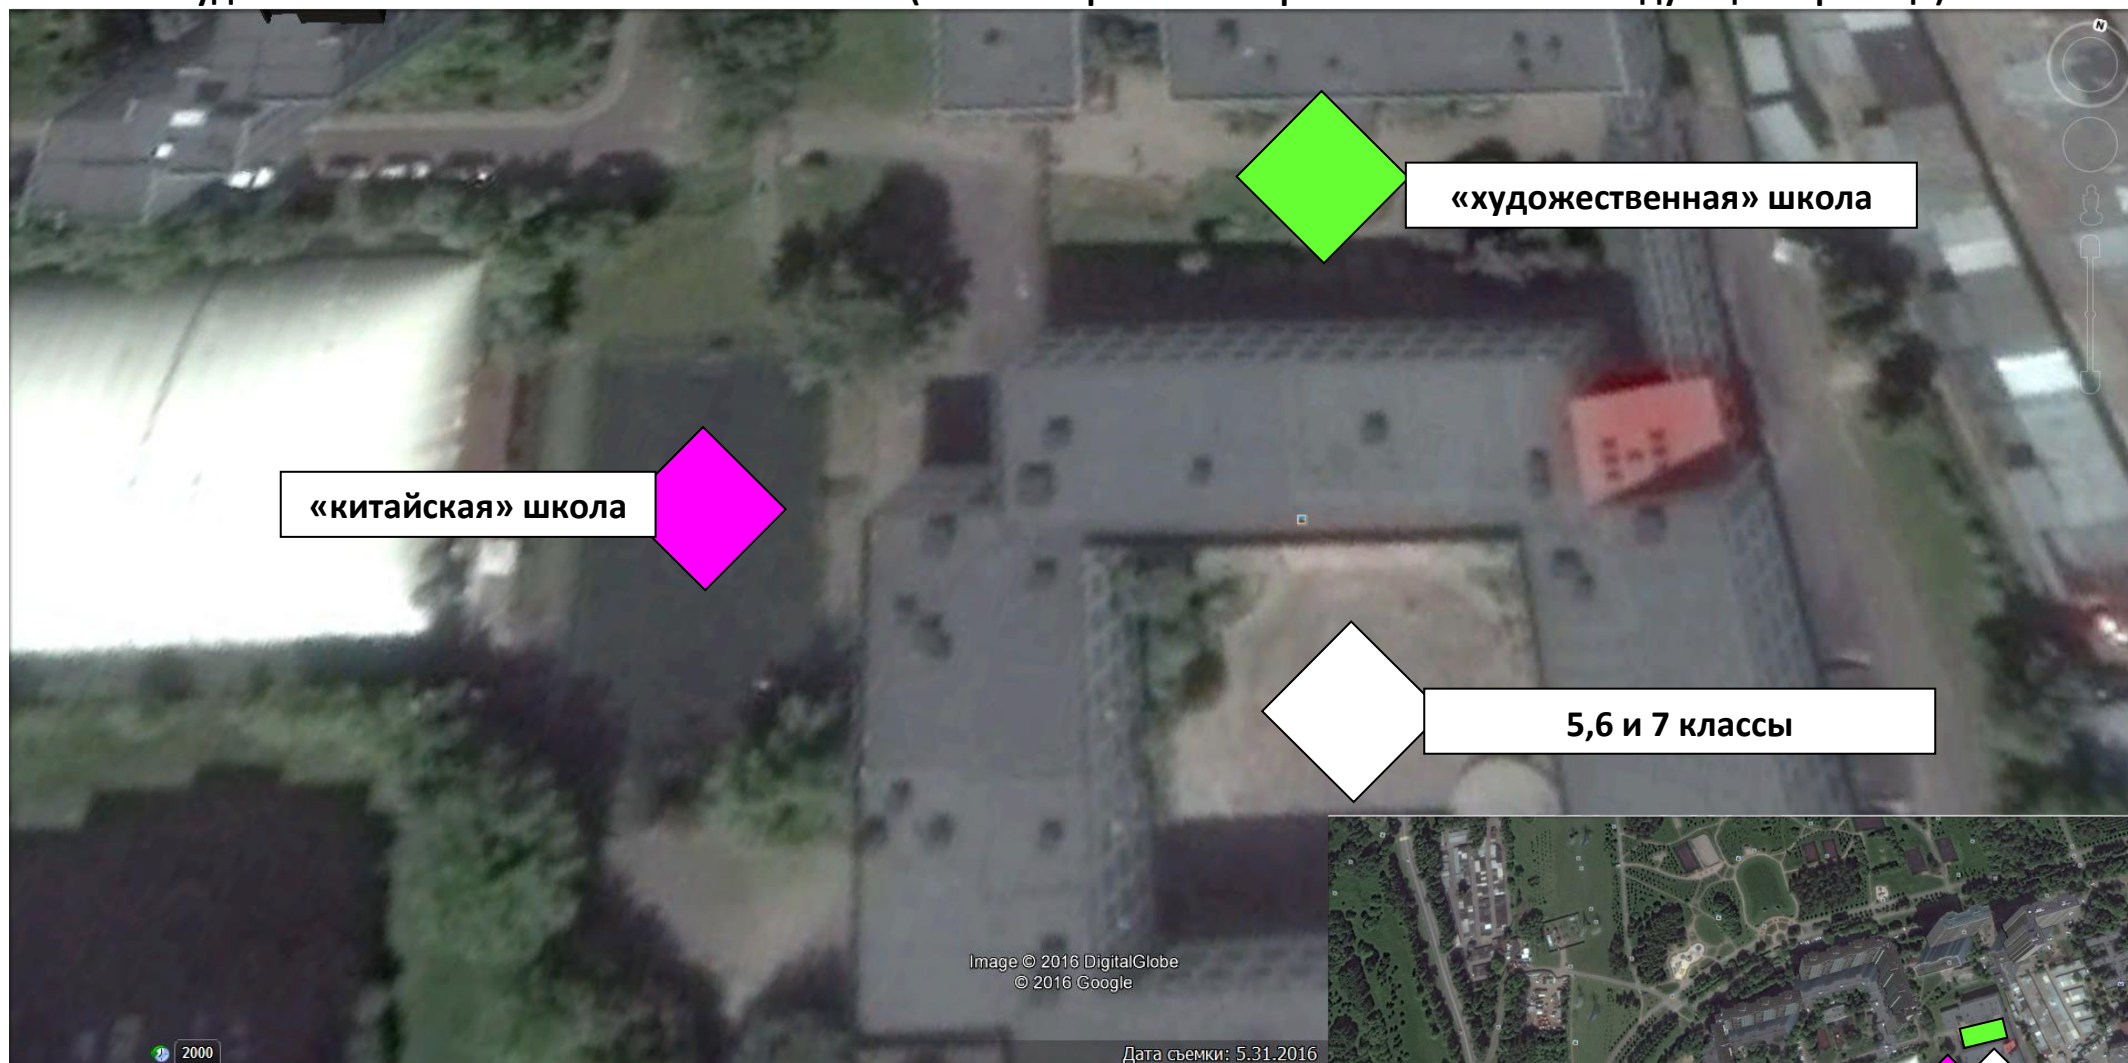 N
«художественная» школа
«китайская» школа
5,6 и 7 классы
Image © 2016 DigitalGlobe
© 2016 Google
2000
Дата съемки: 5.31.2016